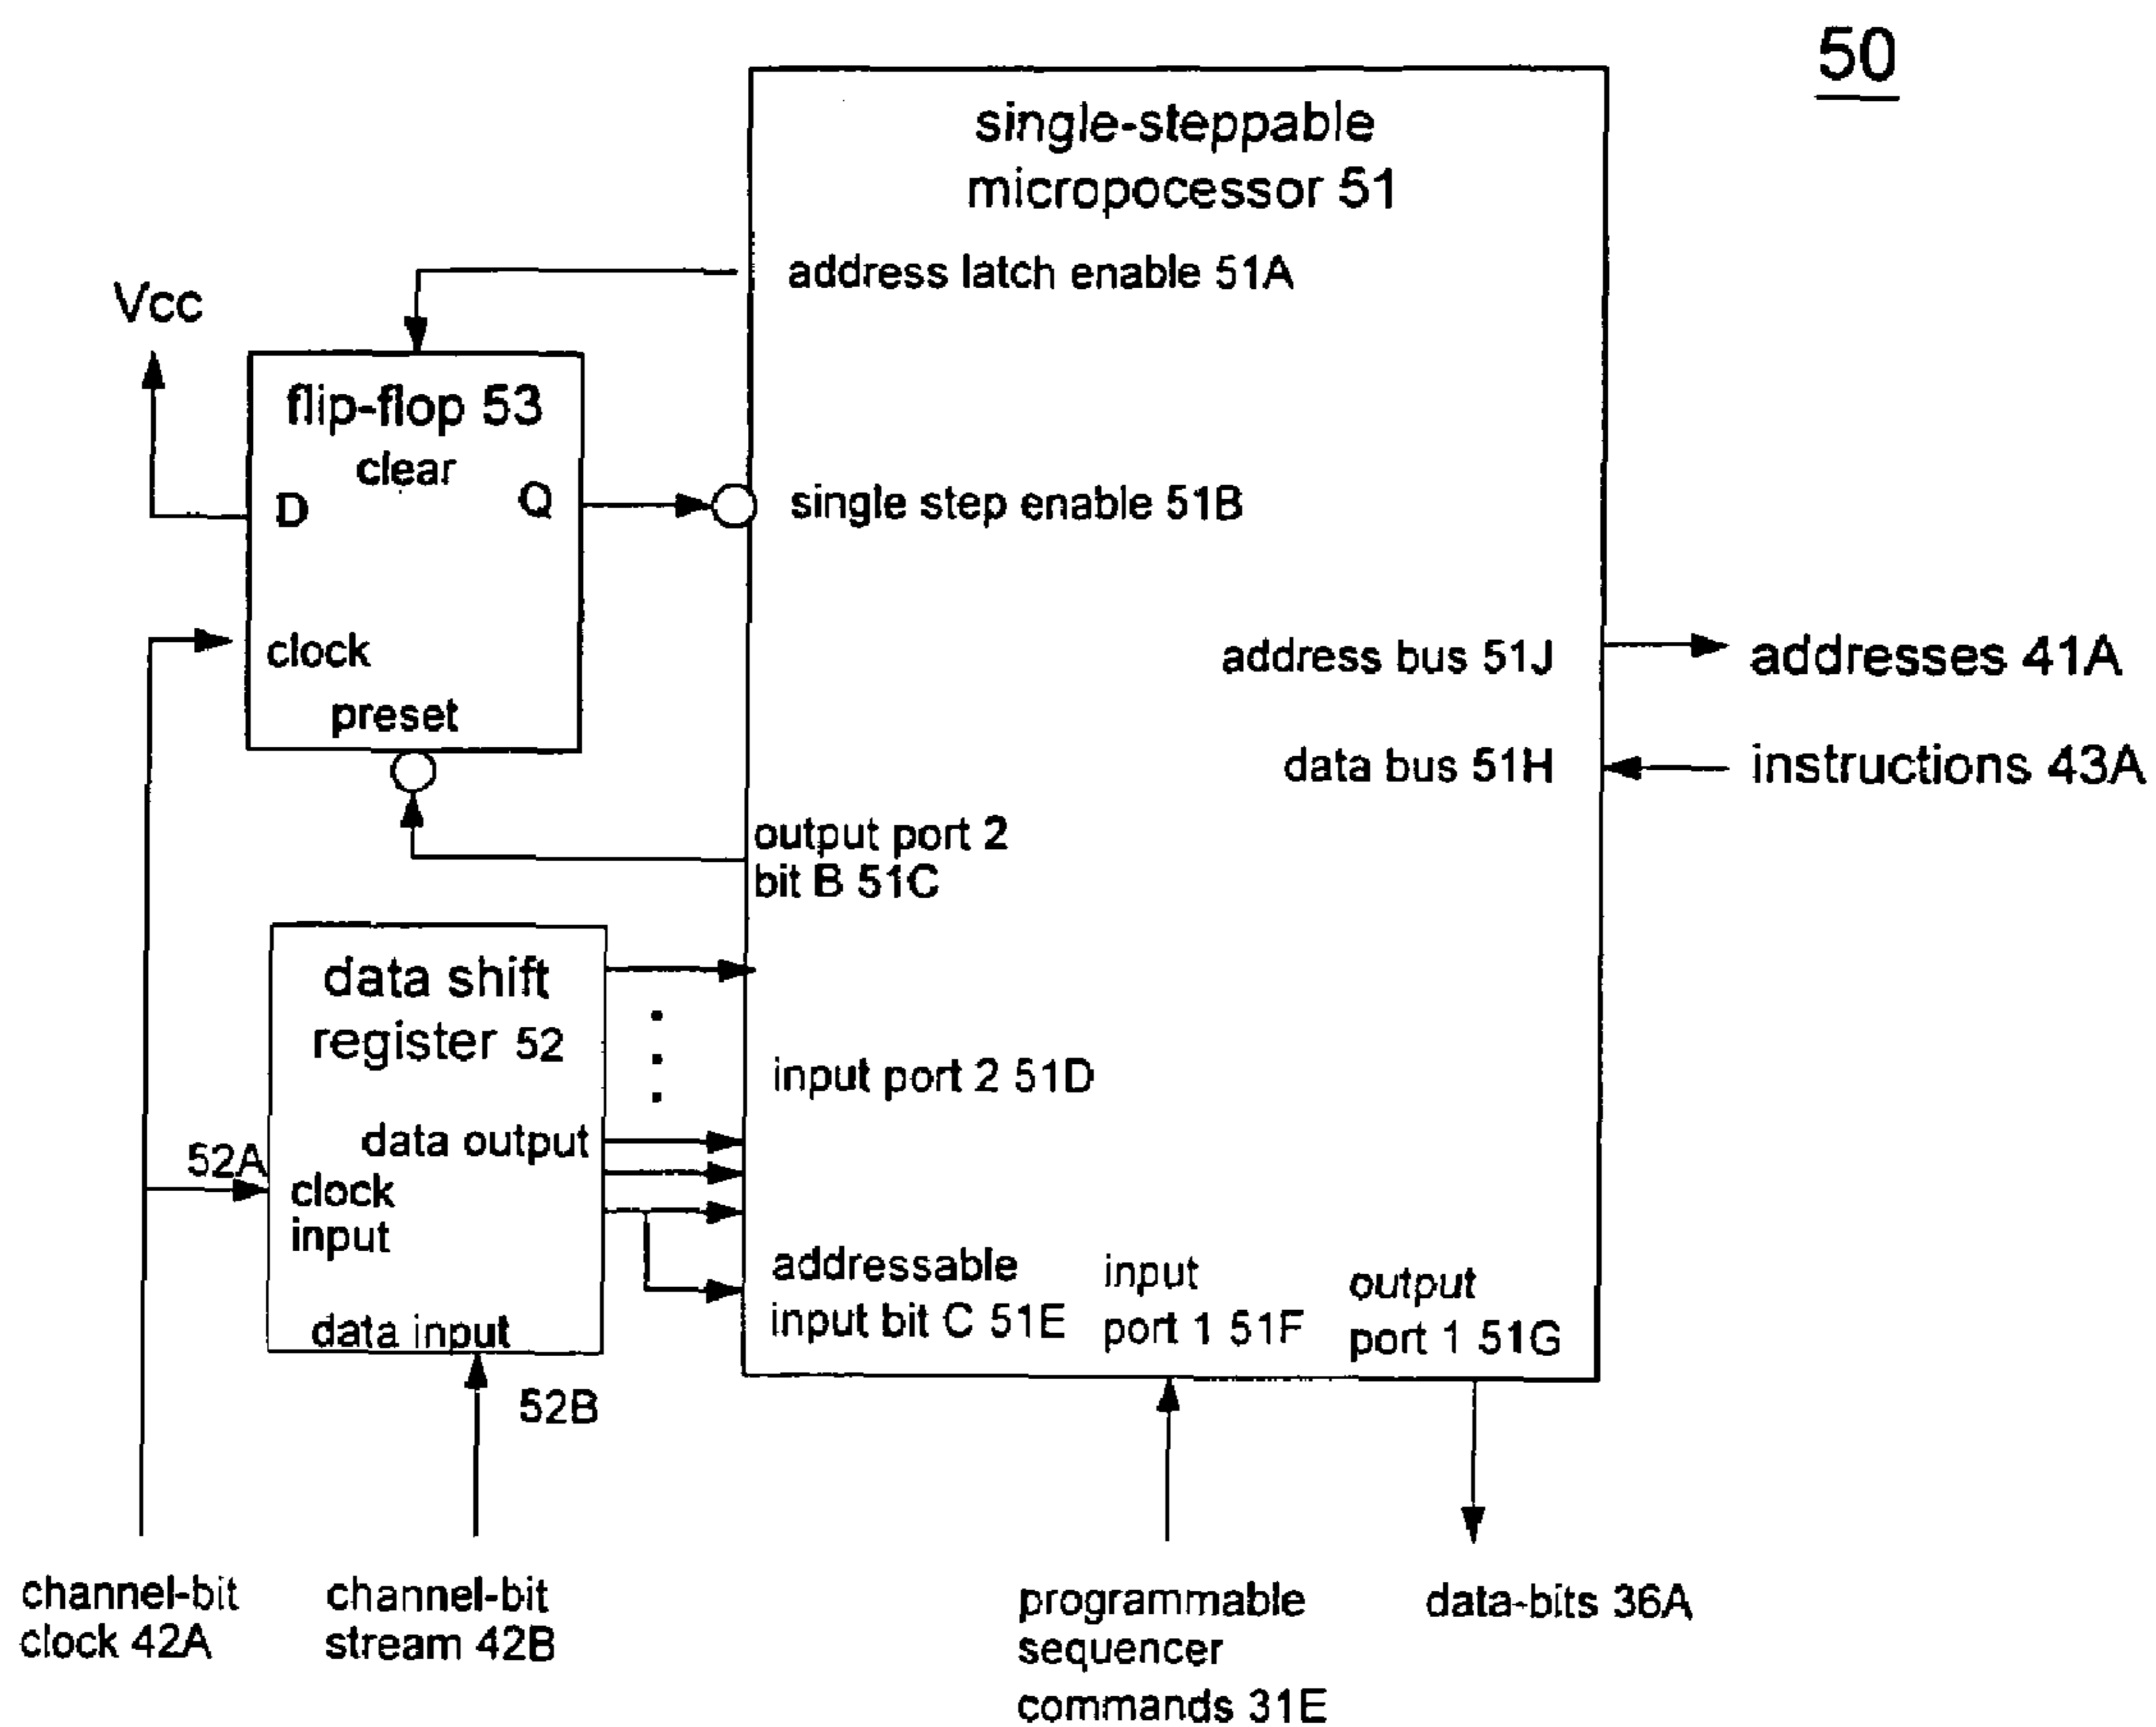 50
single-steppable
micropocessor 51
address latch enable 51A
Vcc
flip-flop 53
clear
D
Q
single step enable 51B
clock
preset
address bus 51J
addresses 41A
data bus 51H
instructions 43A
output port 2
bit B 51C
data shift
register 52
input port 2 51D
data output
52A
clock
input
data input
52B
addressable
input bit C 51E
input
port 1 51F
output
port 1 51G
channel-bit
clock 42A
channel-bit
stream 42B
programmable
sequencer
commands 31E
data-bits 36A